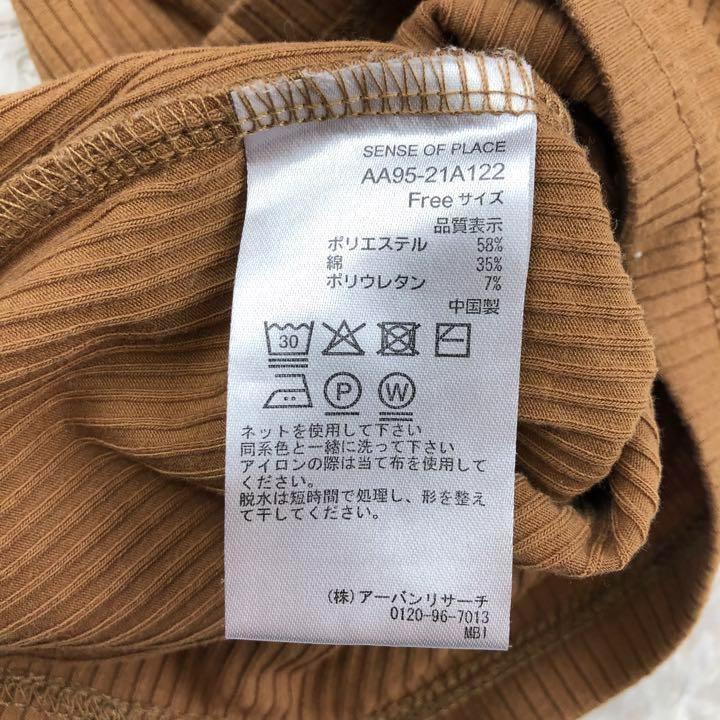 SENSE OF PLACE
AA95-21A122
Free サイズ
品質表示
ポリエステル 58%
綿 35%
ポリウレタン 7%
中国製
30
P W
ネットを使用して下さい
同系色と一緒に洗って下さい
アイロンの際は当て布を使用して
ください。
脱水は短時間で処理し、形を整え
て干してください。
(株)アーバンリサーチ
0120-96-7013
MB1